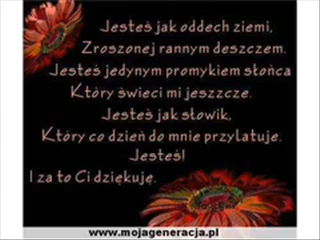 Jesteś jak oddech ziemi,
Zroszonej rannym deszczem.
Jesteś jedynym promykiem słońca
Który świeci mi jeszzcze.
Jesteś jak słowik,
Który co dzień do mnie przylatuje.
Jesteś!
I za to Ci dziękuję.
www.mojageneracja.pl